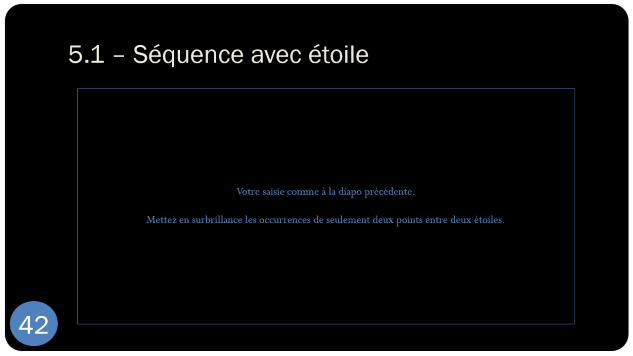 5.1 – Séquence avec étoile
Votre saisie comme à la diapo précédente.
Mettez en surbrillance les occurrences de seulement deux points entre deux étoiles.
42